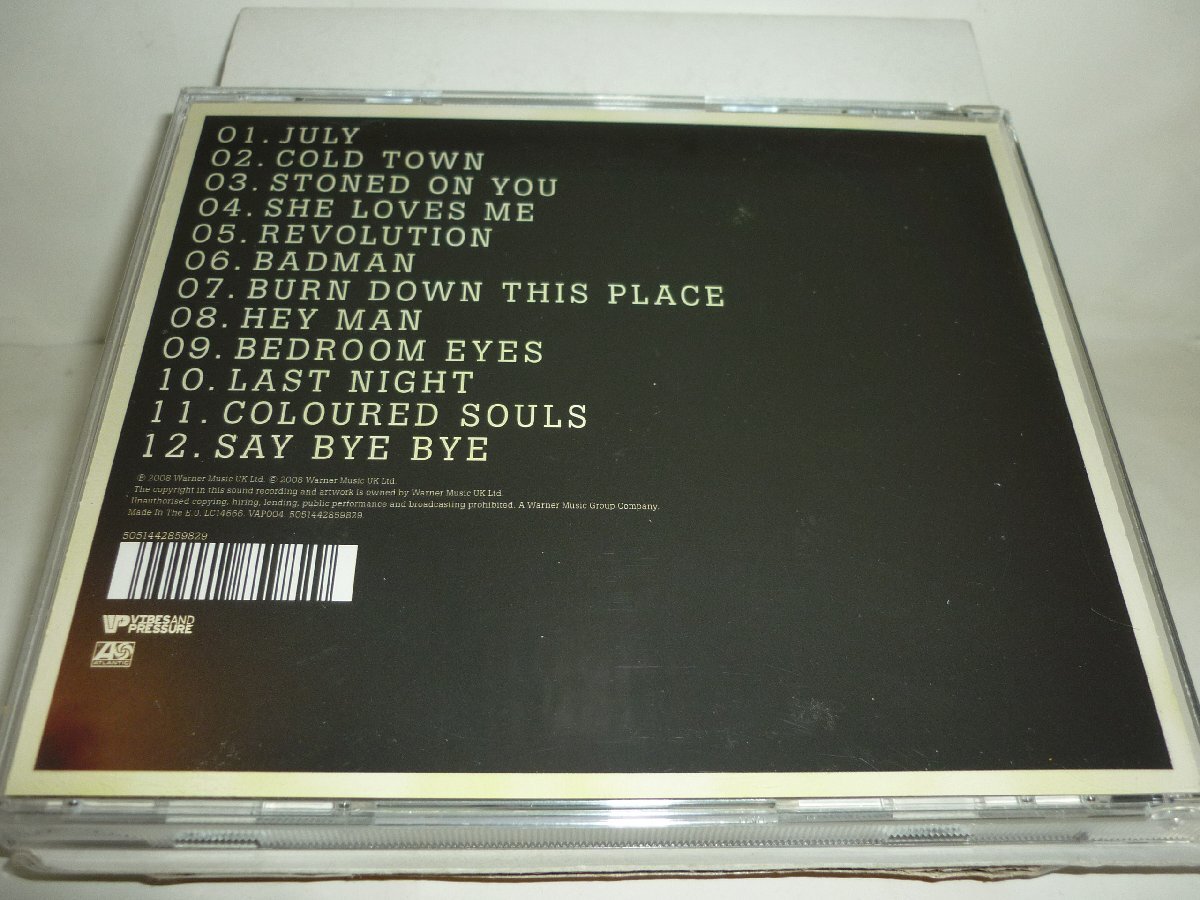 01. JULY
02. COLD TOWN
03. STONED ON YOU
04. SHE LOVES ME
05. REVOLUTION
06. BADMAN
07. BURN DOWN THIS PLACE
08. HEY MAN
09. BEDROOM EYES
10. LAST NIGHT
11. COLOURED SOULS
12. SAY BYE BYE
℗ 2008 Warner Music UK Ltd. © 2008 Warner Music UK Ltd.
The copyright in this sound recording and artwork is owned by Warner Music UK Ltd.
Unauthorised copying, hiring, lending, public performance and broadcasting prohibited. A Warner Music Group Company.
Made In The E.U. LC14666. VAP004. 5051442859829.
5051442859829
VIBES AND
PRESSURE
ATLANTIC